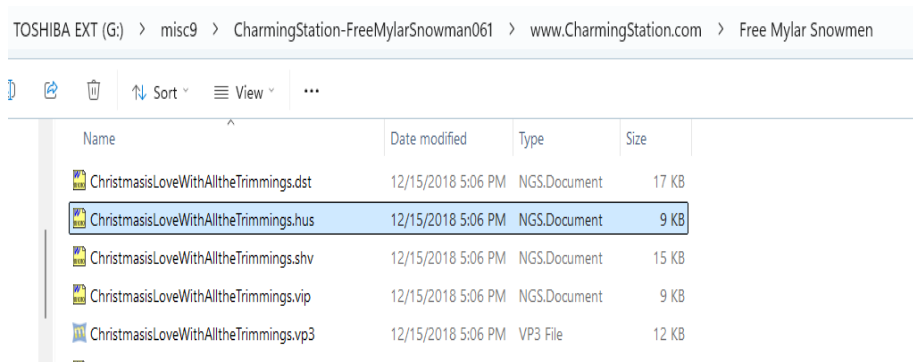 TOSHIBA EXT (G:) > misc9 > CharmingStation-FreeMylarSnowman061 > www.CharmingStation.com > Free Mylar Snowmen
Sort View ...
Name Date modified Type Size
ChristmasisLoveWithAlltheTrimmings.dst 12/15/2018 5:06 PM NGS.Document 17 KB
ChristmasisLoveWithAlltheTrimmings.hus 12/15/2018 5:06 PM NGS.Document 9 KB
ChristmasisLoveWithAlltheTrimmings.shv 12/15/2018 5:06 PM NGS.Document 15 KB
ChristmasisLoveWithAlltheTrimmings.vip 12/15/2018 5:06 PM NGS.Document 9 KB
ChristmasisLoveWithAlltheTrimmings.vp3 12/15/2018 5:06 PM VP3 File 12 KB